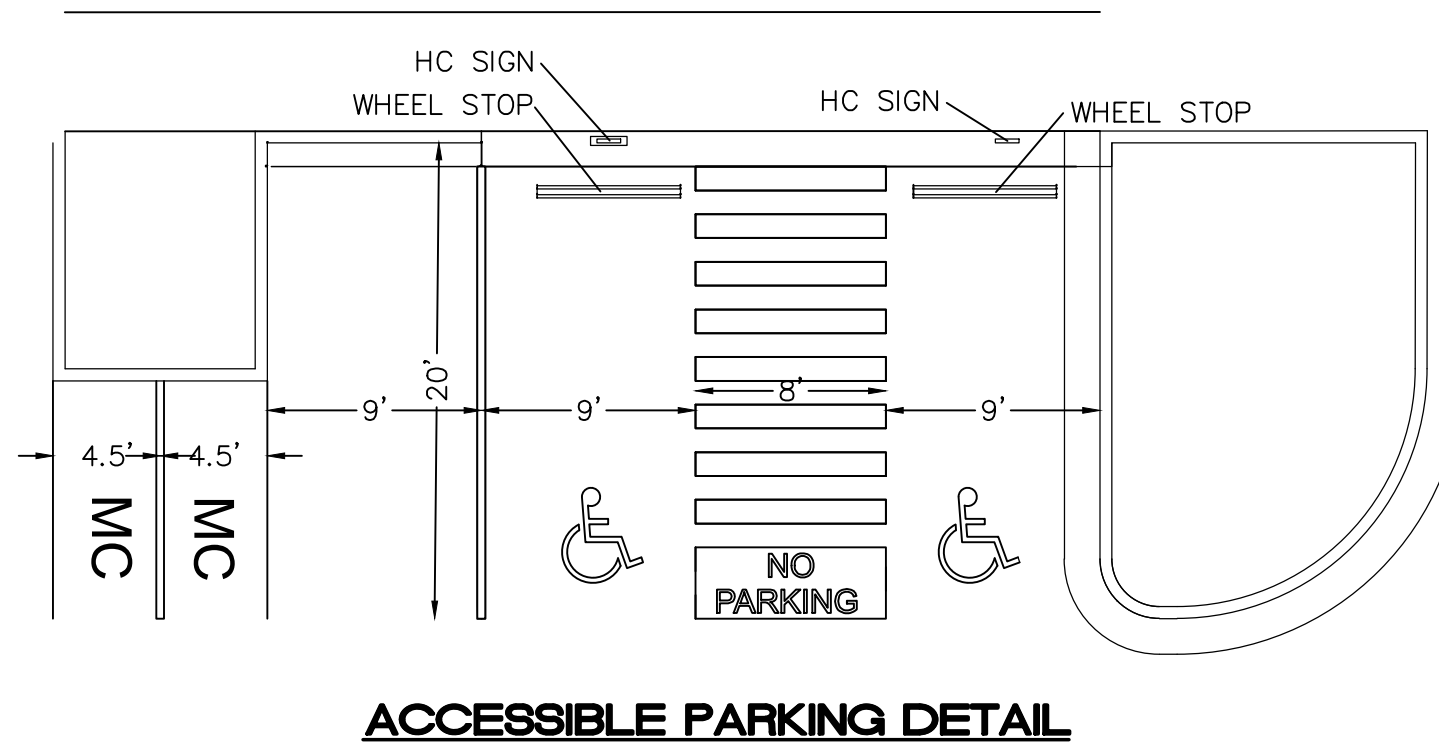 HC SIGN
WHEEL STOP
HC SIGN
WHEEL STOP
20'
8'
9'
9'
9'
4.5'
4.5'
MC
MC
NO
PARKING
ACCESSIBLE PARKING DETAIL